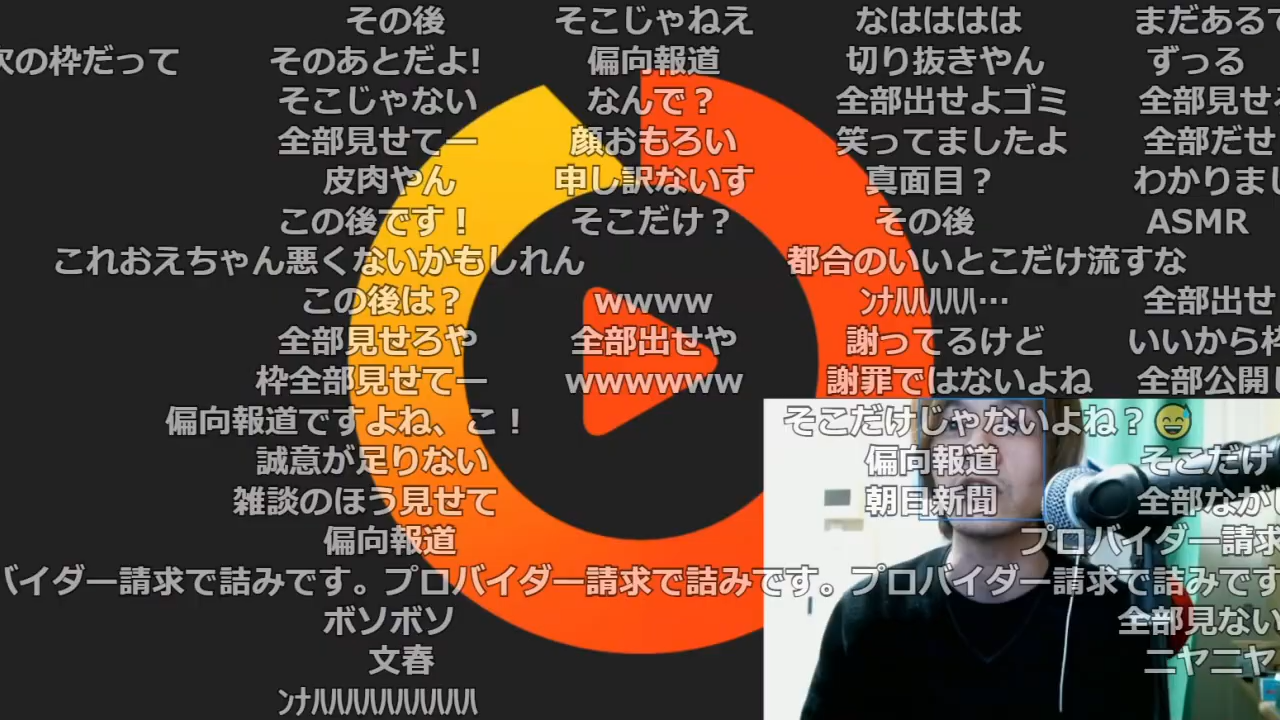 その後 そこじゃねえ なはははは まだあるて
次の枠だって そのあとだよ! 偏向報道 切り抜きやん ずっる
そこじゃない なんで？ 全部出せよゴミ 全部見せろ
全部見せてー 顔おもろい 笑ってましたよ 全部だせ
皮肉やん 申し訳ないす 真面目？ わかりまし
この後です！ そこだけ？ その後 ASMR
これおえちゃん悪くないかもしれん 都合のいいとこだけ流すな
この後は？ wwww ﾝﾅﾊﾊﾊﾊﾊﾊ… 全部出せ
全部見せろや 全部出せや 謝ってるけど いいから枠
枠全部見せてー wwwwwww 謝罪ではないよね 全部公開し
偏向報道ですよね、こ！ そこだけじゃないよね？😅
誠意が足りない 偏向報道 そこだけ
雑談のほう見せて 朝日新聞 全部なが
偏向報道 プロバイダー請求
バイダー請求で詰みです。プロバイダー請求で詰みです。プロバイダー請求で詰みです
ボソボソ 全部見ない
文春 ニヤニヤ
ﾝﾅﾊﾊﾊﾊﾊﾊﾊﾊﾊﾊ